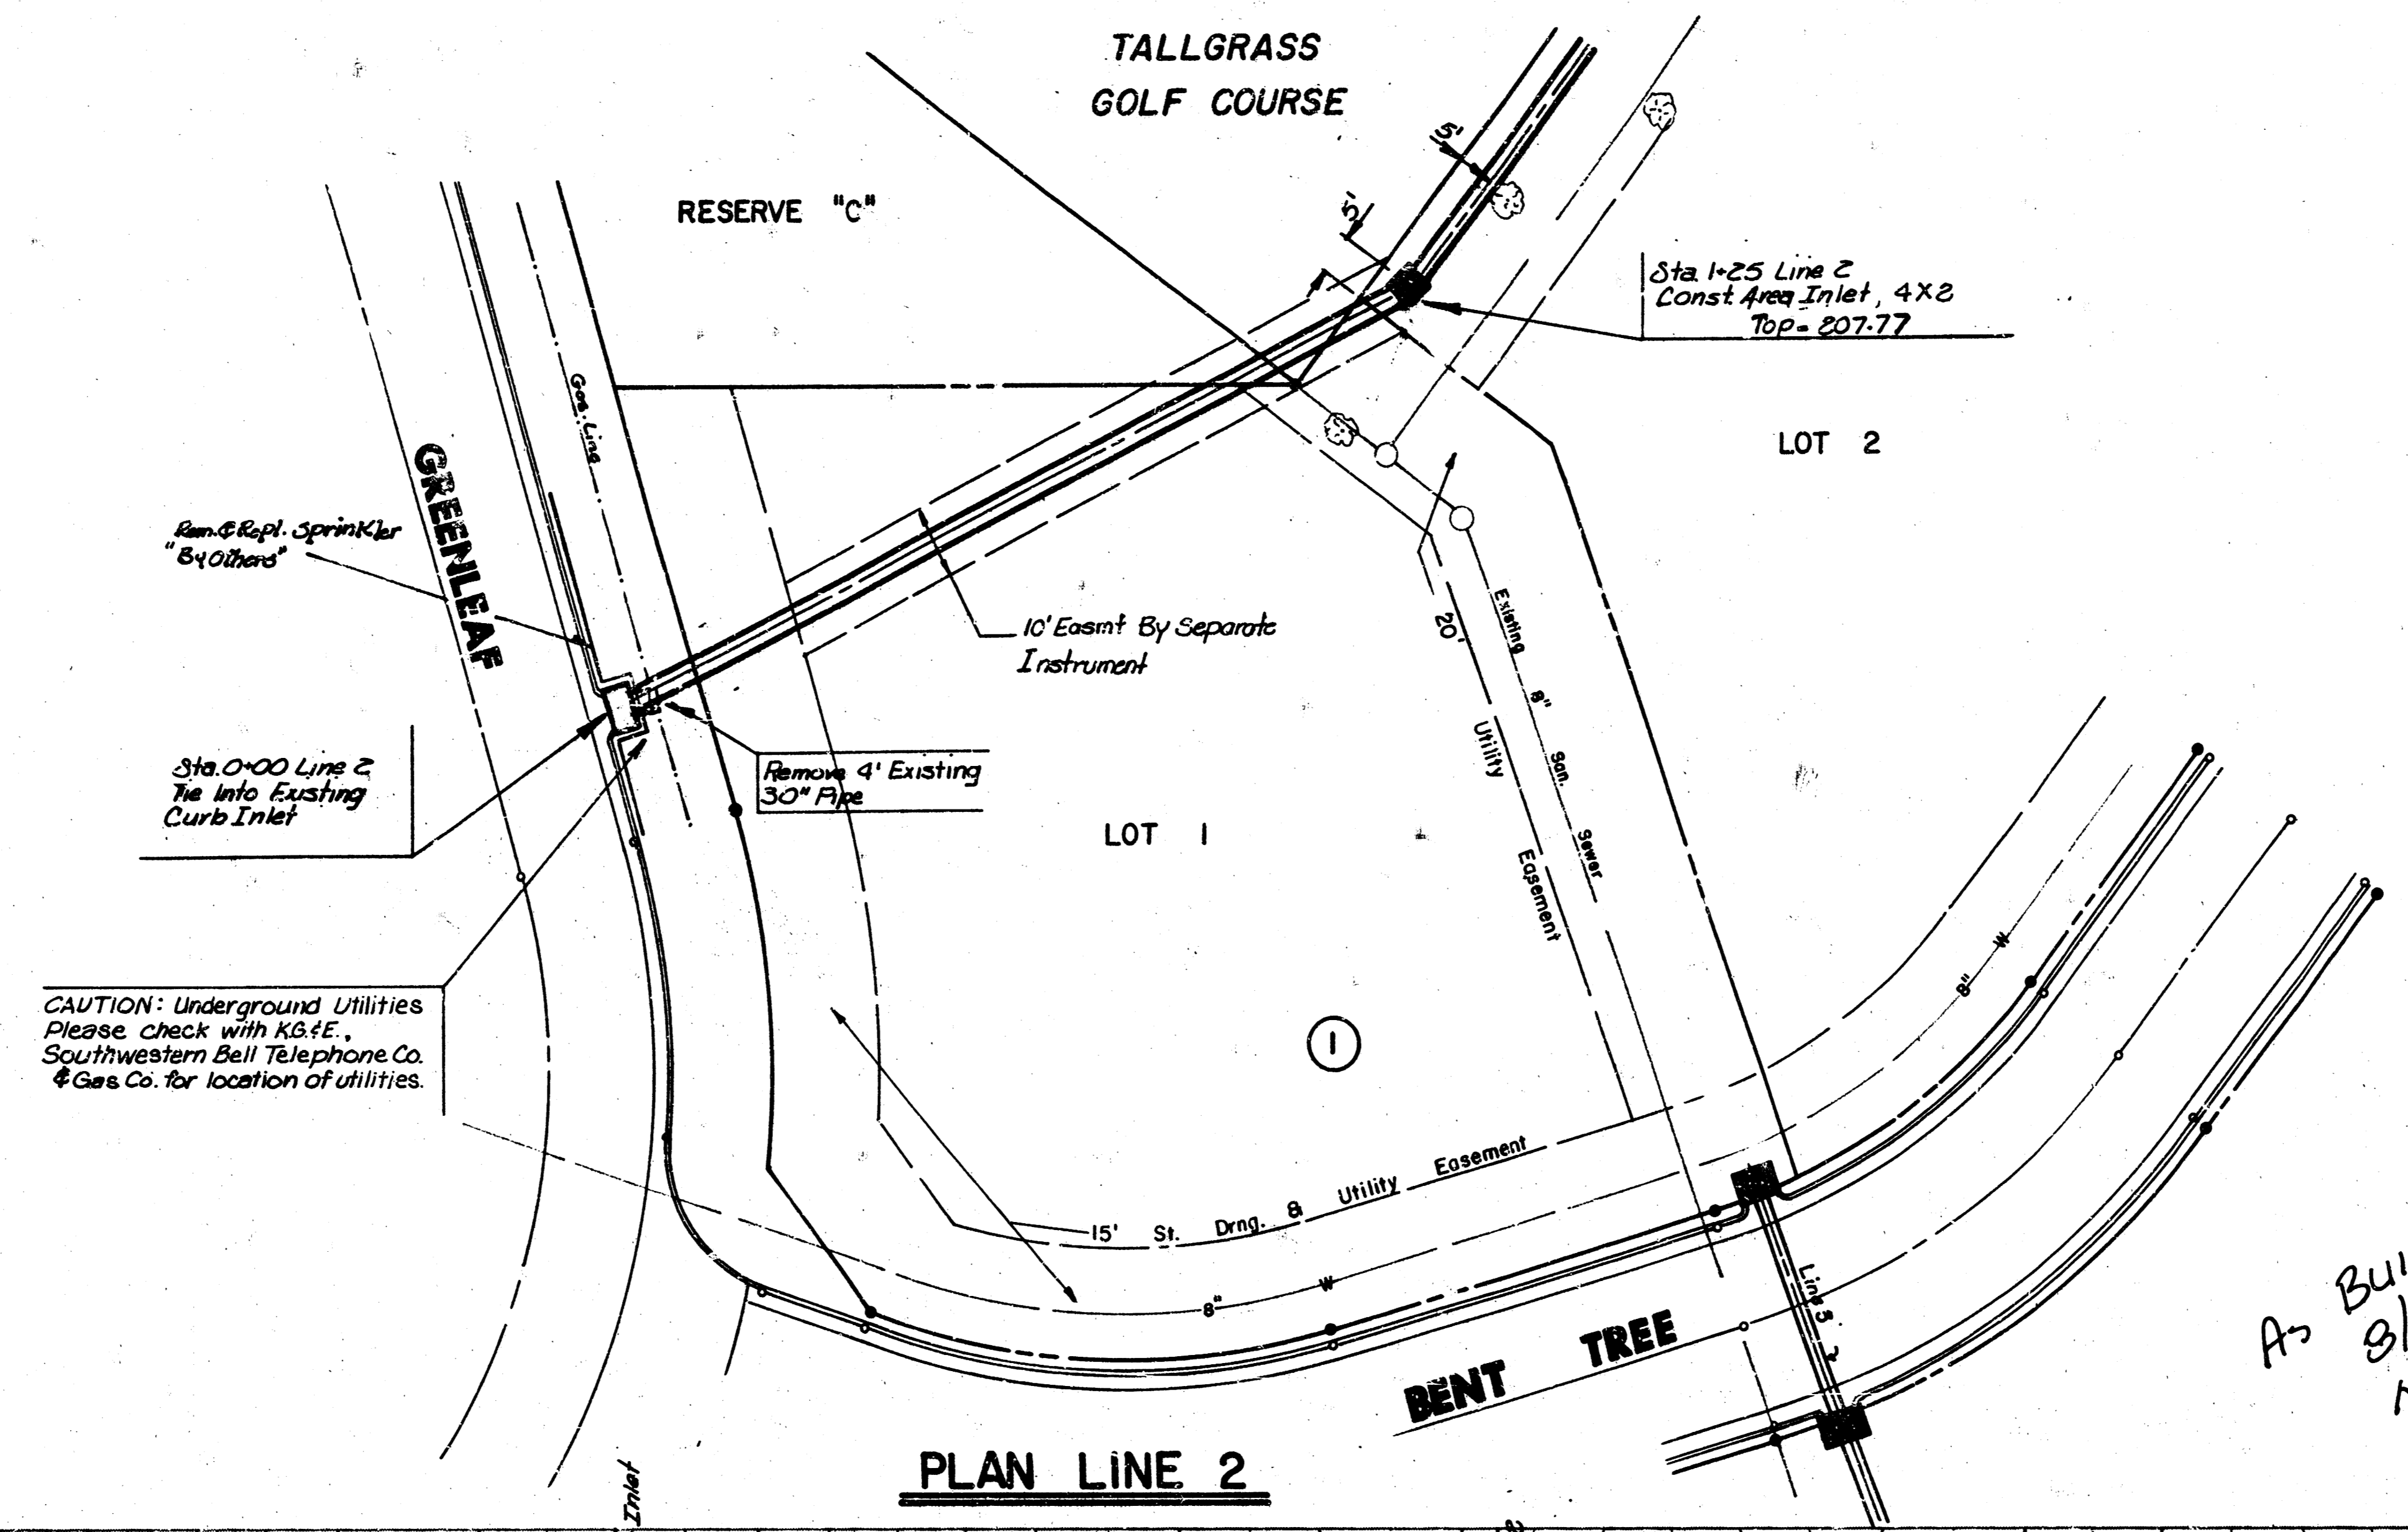 TALLGRASS
GOLF COURSE
RESERVE "C"
5'
5'
Sta. 1+25 Line 2
Const. Area Inlet, 4X2
Top = 207.77
LOT 2
Gas Line
GREENLEAF
Rem. & Repl. Sprinkler
"By Others"
10' Easmt By Separate
Instrument
20'
Utility
Easement
Existing
8"
San.
Sewer
Sta. 0+00 Line 2
Tie Into Existing
Curb Inlet
Remove 4' Existing
30" Pipe
LOT 1
CAUTION: Underground Utilities
Please check with K.G.&E.,
Southwestern Bell Telephone Co.
& Gas Co. for location of utilities.
1
W
8"
15' St. Drng. & Utility Easement
8"
W
Line 3
BENT TREE
As
PLAN LINE 2
Inlet